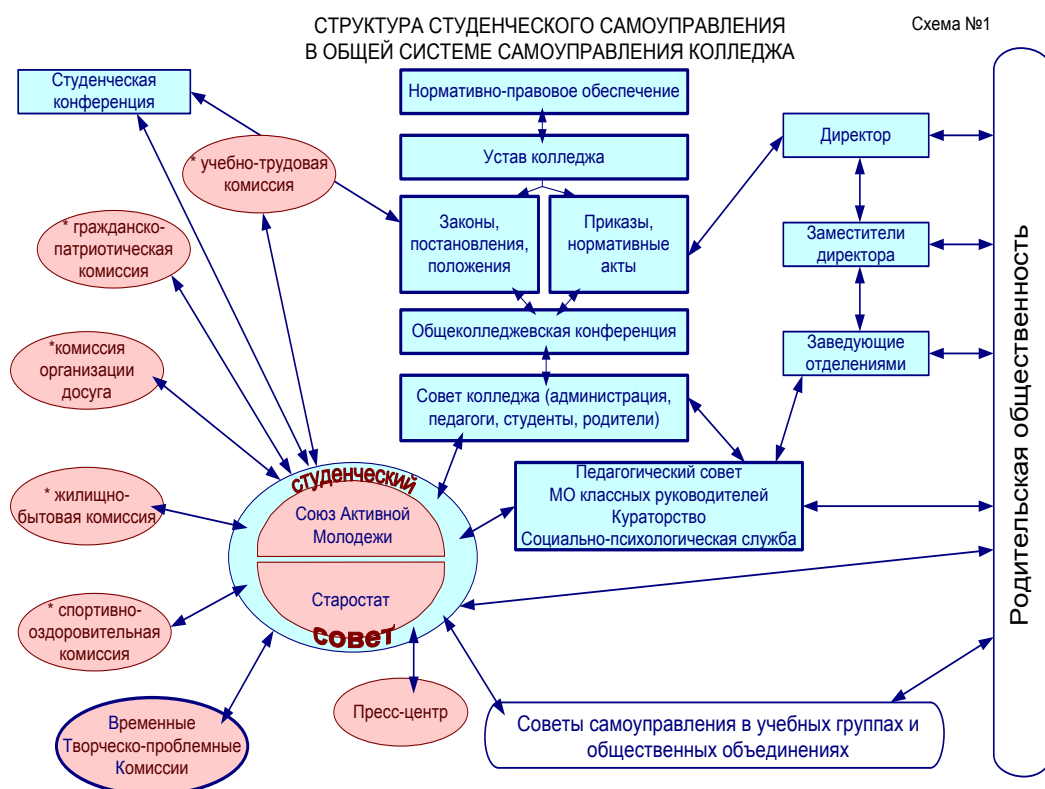 СТРУКТУРА СТУДЕНЧЕСКОГО САМОУПРАВЛЕНИЯ
В ОБЩЕЙ СИСТЕМЕ САМОУПРАВЛЕНИЯ КОЛЛЕДЖА
Схема №1
Студенческая
конференция
Нормативно-правовое обеспечение
Директор
* учебно-трудовая
комиссия
Устав колледжа
Законы,
постановления,
положения
Приказы,
нормативные
акты
Заместители
директора
* гражданско-
патриотическая
комиссия
Общеколледжевская конференция
Заведующие
отделениями
*комиссия
организации
досуга
Совет колледжа (администрация,
педагоги, студенты, родители)
Педагогический совет
МО классных руководителей
Кураторство
Социально-психологическая служба
* жилищно-
бытовая комиссия
студенческий
Союз Активной
Молодежи
Старостат
совет
* спортивно-
оздоровительная
комиссия
Временные
Творческо-проблемные
Комиссии
Пресс-центр
Советы самоуправления в учебных группах и
общественных объединениях
Родительская общественность